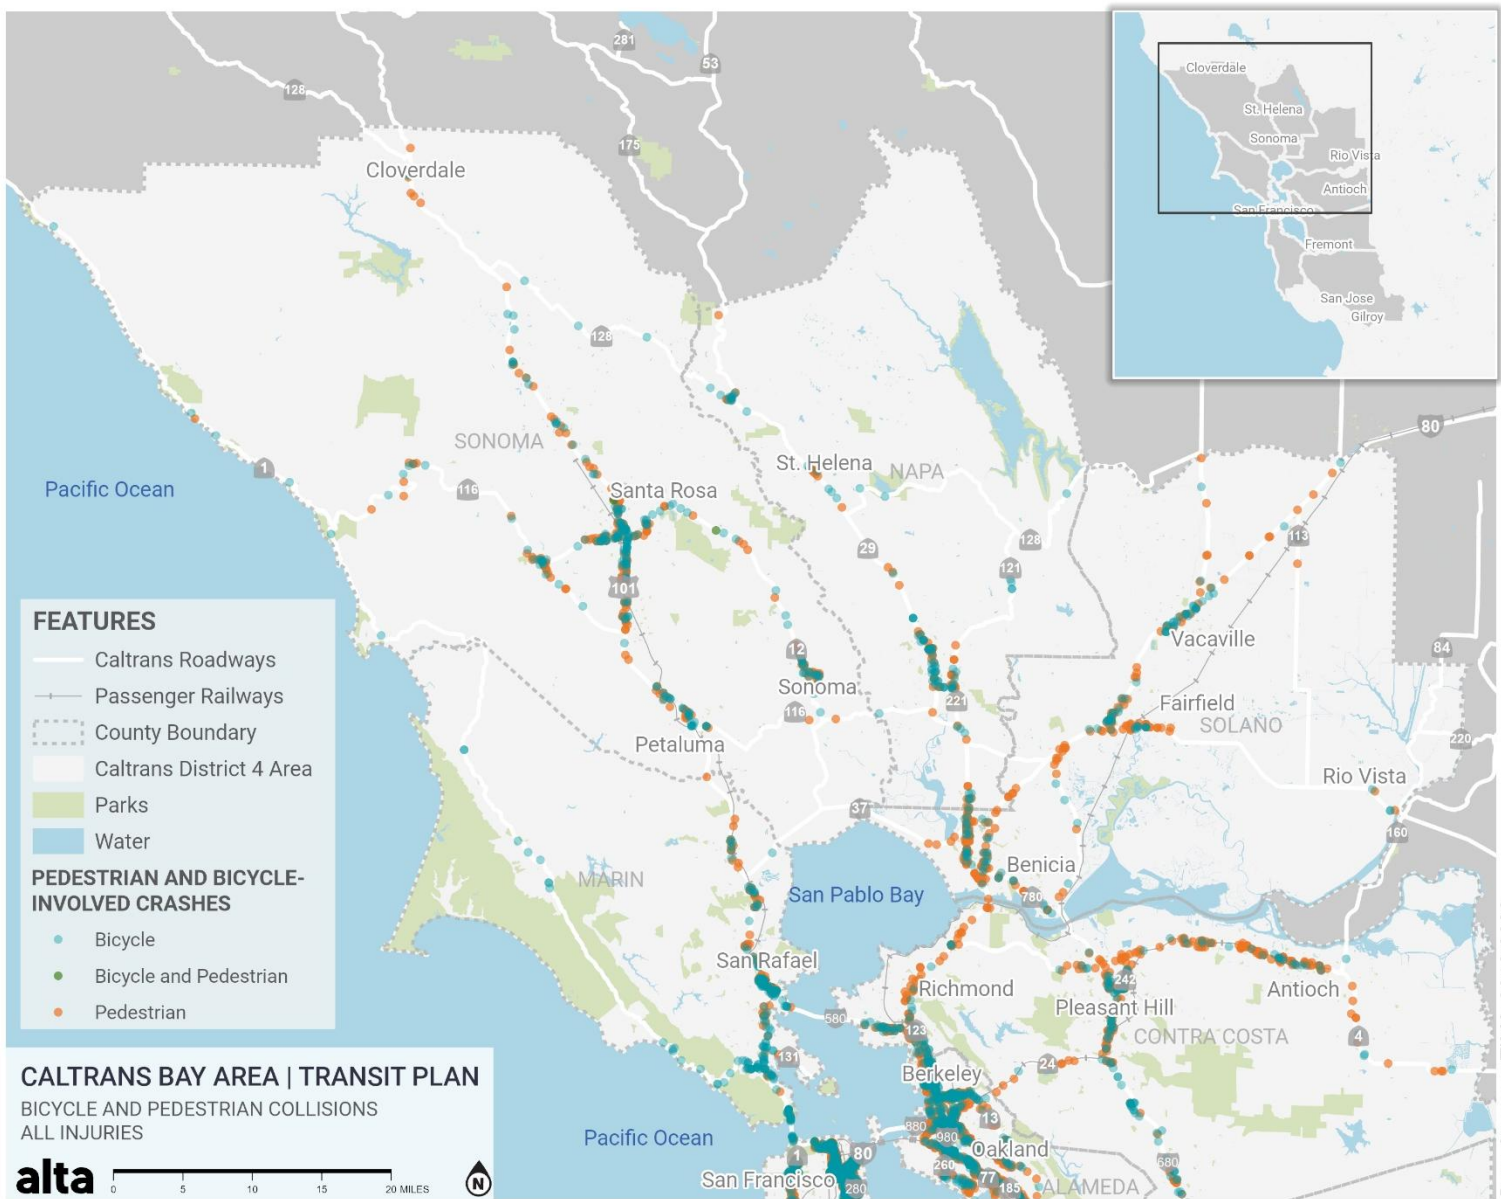 281
53
128
175
Cloverdale
Cloverdale
St. Helena
Sonoma
Rio Vista
Antioch
San Francisco
Fremont
San Jose
Gilroy
128
80
SONOMA
St. Helena
NAPA
1
Pacific Ocean
116
Santa Rosa
29
128
113
121
101
FEATURES
Caltrans Roadways
Passenger Railways
County Boundary
Caltrans District 4 Area
Parks
Water
PEDESTRIAN AND BICYCLE-
INVOLVED CRASHES
Bicycle
Bicycle and Pedestrian
Pedestrian
Vacaville
12
84
Sonoma
221
Fairfield
116
SOLANO
Petaluma
220
Rio Vista
37
160
Benicia
MARIN
San Pablo Bay
780
San Rafael
Richmond
242
Antioch
Pleasant Hill
580
123
CONTRA COSTA
4
131
24
Berkeley
13
880
980
Pacific Ocean
Oakland
1
80
260
680
San Francisco
77
280
185
ALAMEDA
CALTRANS BAY AREA | TRANSIT PLAN
BICYCLE AND PEDESTRIAN COLLISIONS
ALL INJURIES
alta
0 5 10 15 20 MILES
N